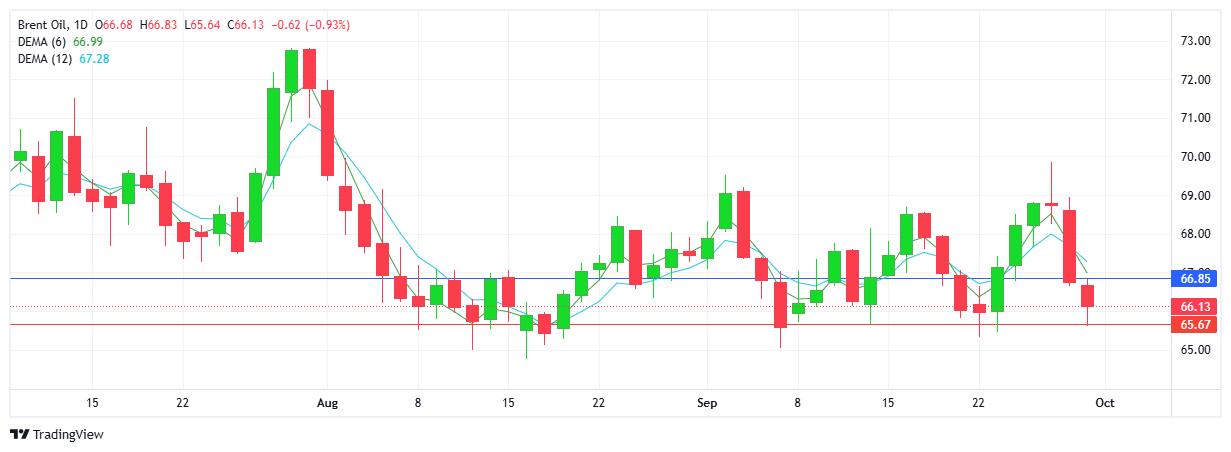 Brent Oil, 1D O66.68 H66.83 L65.64 C66.13 −0.62 (−0.93%)
DEMA (6) 66.99
DEMA (12) 67.28
73.00
72.00
71.00
70.00
69.00
68.00
66.85
66.13
65.67
65.00
15 22 Aug 8 15 22 Sep 8 15 22 Oct
TradingView